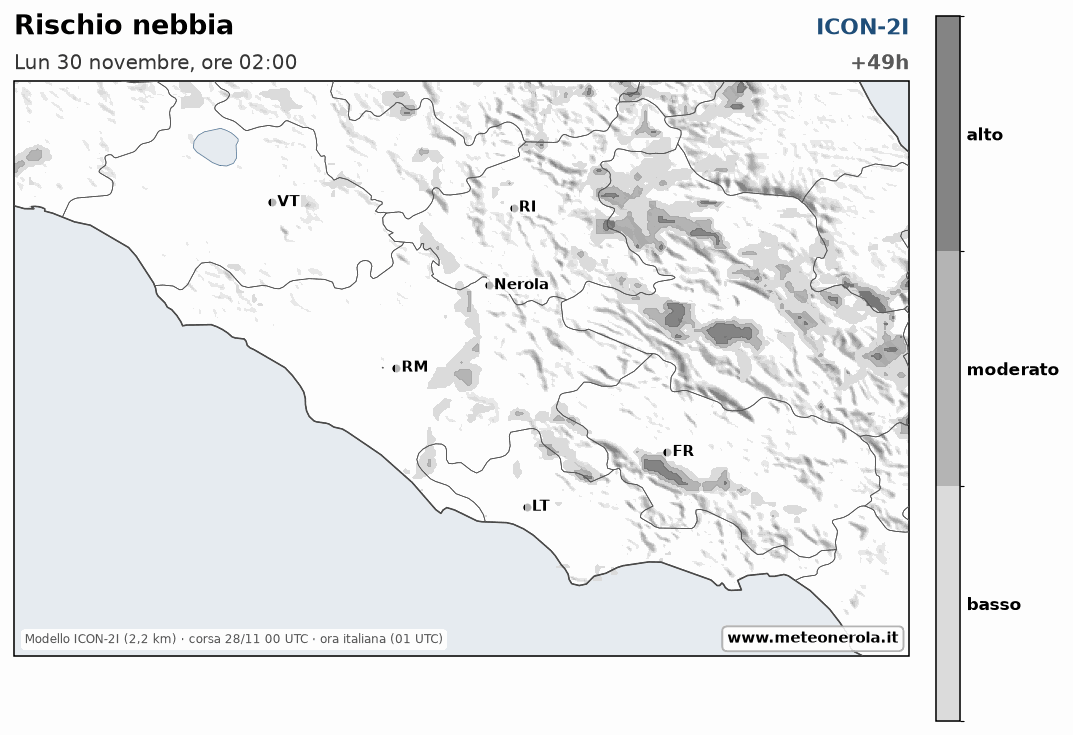 Rischio nebbia
ICON-2I
Lun 30 novembre, ore 02:00
+49h
alto
VT
RI
Nerola
RM
moderato
FR
LT
basso
Modello ICON-2I (2,2 km) · corsa 28/11 00 UTC · ora italiana (01 UTC)
www.meteonerola.it